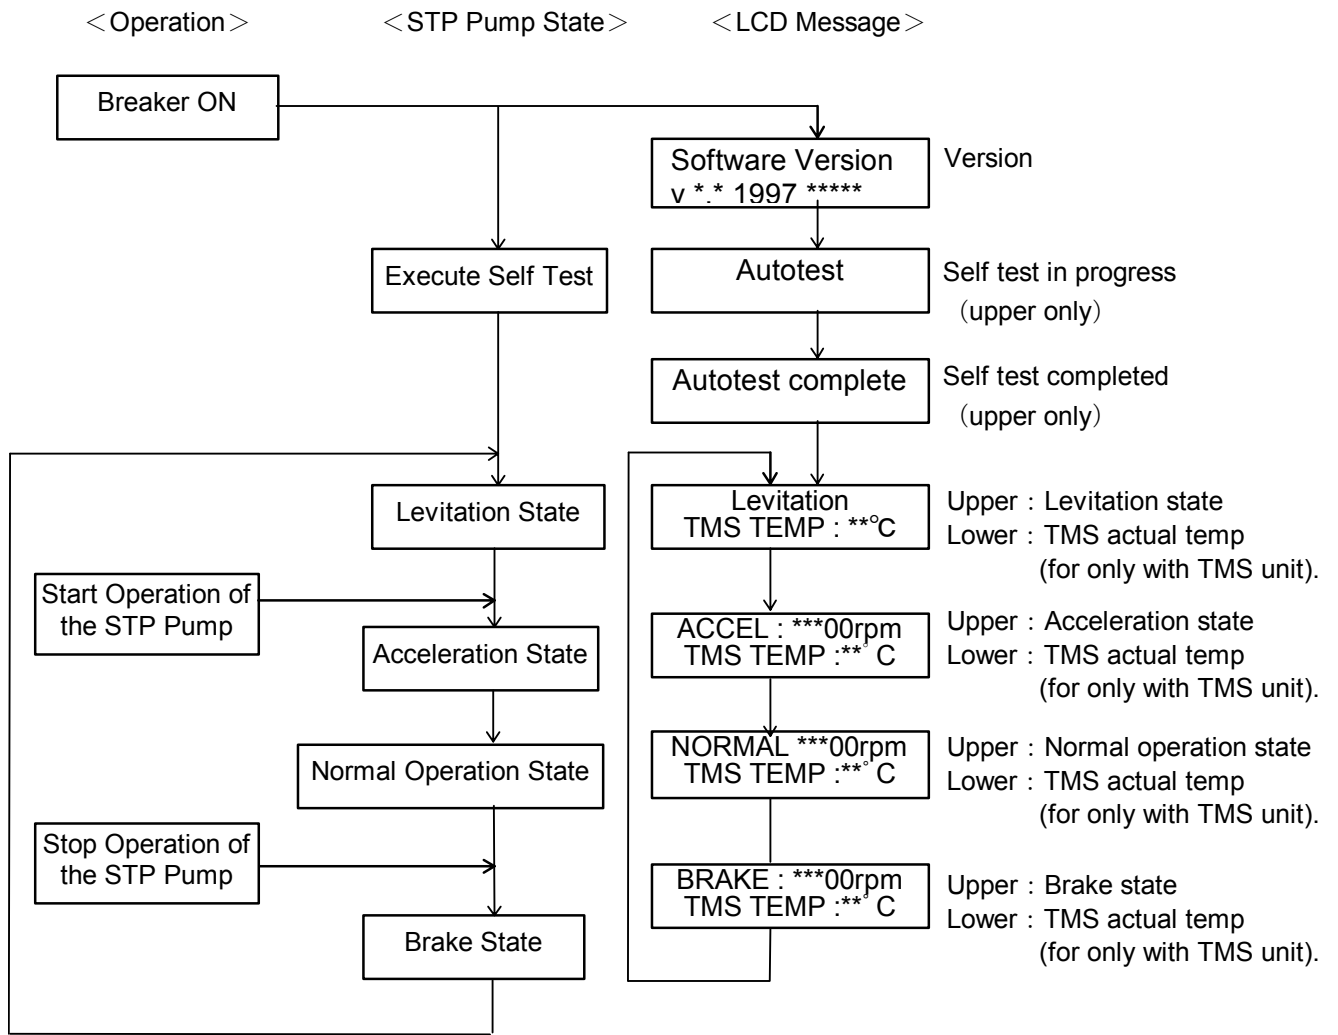 ＜Operation＞
＜STP Pump State＞
＜LCD Message＞
Breaker ON
Software Version
v *.* 1997 *****
Version
Execute Self Test
Autotest
Self test in progress
（upper only）
Autotest complete
Self test completed
（upper only）
Levitation State
Levitation
TMS TEMP : **°C
Upper : Levitation state
Lower : TMS actual temp
(for only with TMS unit).
Start Operation of
the STP Pump
Acceleration State
ACCEL : ***00rpm
TMS TEMP :**° C
Upper : Acceleration state
Lower : TMS actual temp
(for only with TMS unit).
Normal Operation State
NORMAL ***00rpm
TMS TEMP :**° C
Upper : Normal operation state
Lower : TMS actual temp
(for only with TMS unit).
Stop Operation of
the STP Pump
Brake State
BRAKE : ***00rpm
TMS TEMP :**° C
Upper : Brake state
Lower : TMS actual temp
(for only with TMS unit).